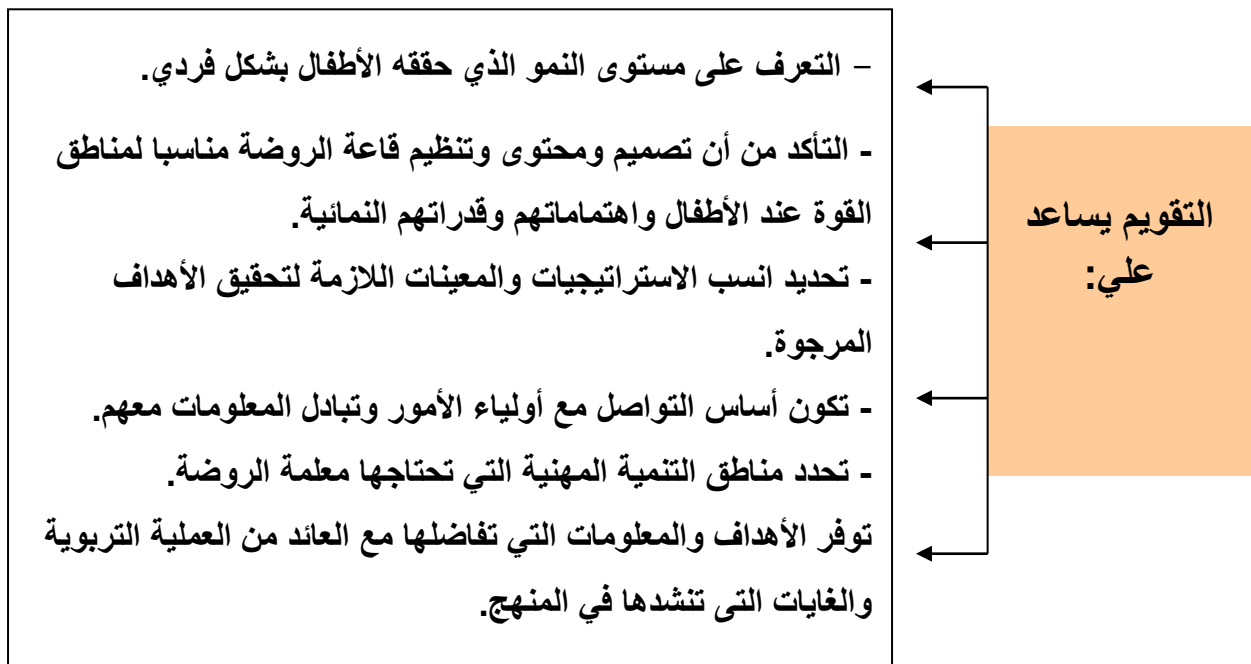 التقويم يساعد
علي:
– التعرف على مستوى النمو الذي حققه الأطفال بشكل فردي.
- التأكد من أن تصميم ومحتوى وتنظيم قاعة الروضة مناسبا لمناطق
القوة عند الأطفال واهتماماتهم وقدراتهم النمائية.
- تحديد انسب الاستراتيجيات والمعينات اللازمة لتحقيق الأهداف
المرجوة.
- تكون أساس التواصل مع أولياء الأمور وتبادل المعلومات معهم.
- تحدد مناطق التنمية المهنية التي تحتاجها معلمة الروضة.
توفر الأهداف والمعلومات التي تفاضلها مع العائد من العملية التربوية
والغايات التى تنشدها في المنهج.